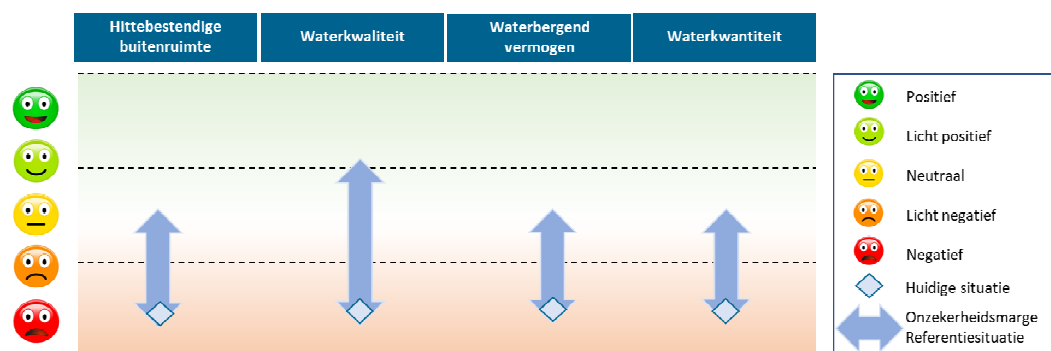 Hittebestendige
buitenruimte
Waterkwaliteit
Waterbergend
vermogen
Waterkwantiteit
Positief
Licht positief
Neutraal
Licht negatief
Negatief
Huidige situatie
Onzekerheidsmarge
Referentiesituatie